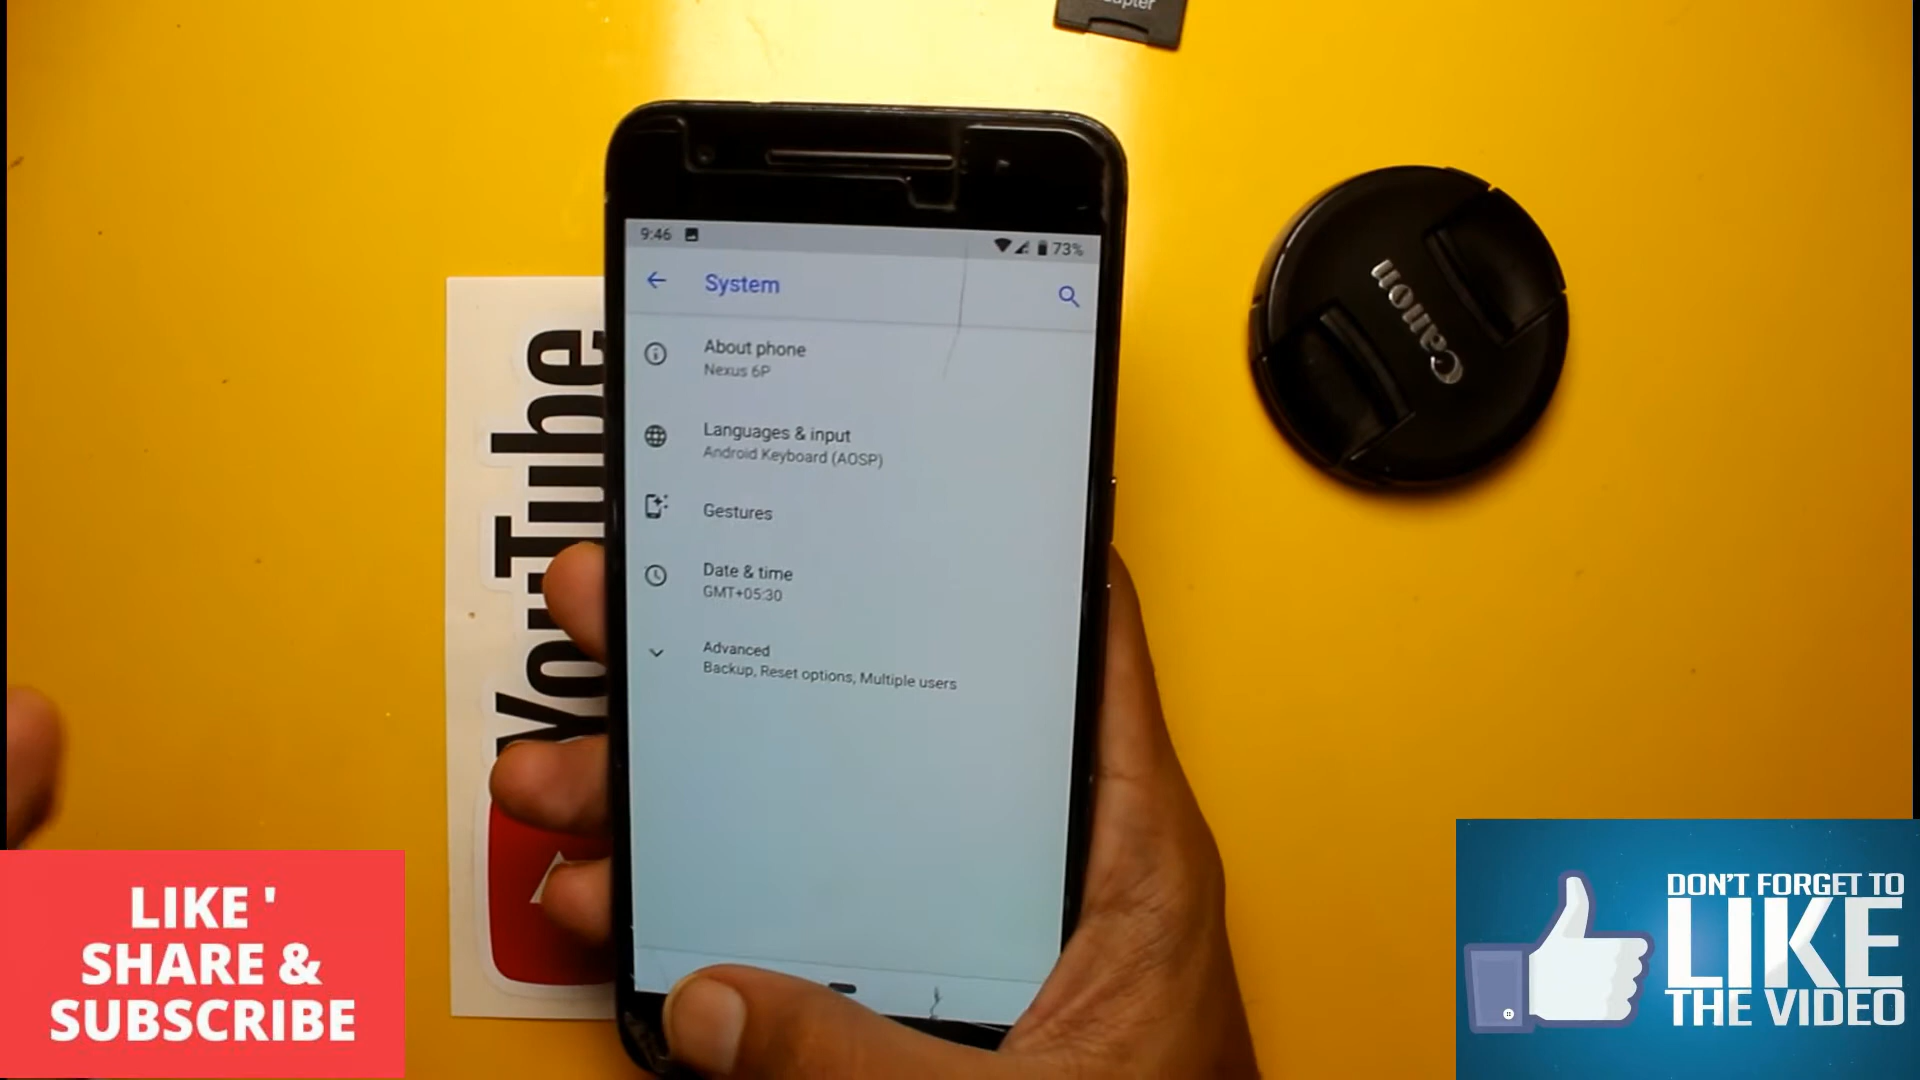 apter
9:46
73%
System
About phone
Nexus 6P
Languages & input
Android Keyboard (AOSP)
Gestures
Date & time
GMT+05:30
Advanced
Backup, Reset options, Multiple users
YouTube
Canon
LIKE '
SHARE &
SUBSCRIBE
DON'T FORGET TO
LIKE
THE VIDEO